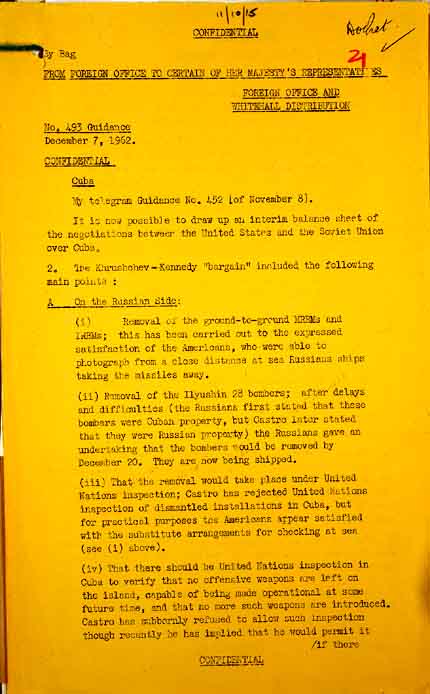 11/10/15
CONFIDENTIAL
Docket
21
By Bag
FROM FOREIGN OFFICE TO CERTAIN OF HER MAJESTY'S REPRESENTATIVES
FOREIGN OFFICE AND
WHITEHALL DISTRIBUTION
No. 493 Guidance
December 7, 1962.
CONFIDENTIAL
Cuba
My telegram Guidance No. 452 [of November 8].
It is now possible to draw up an interim balance sheet of
the negotiations between the United States and the Soviet Union
over Cuba.
2. The Khrushchev-Kennedy "bargain" included the following
main points :
A On the Russian Side:
(i) Removal of the ground-to-ground MRBMs and
IRBMs; this has been carried out to the expressed
satisfaction of the Americans, who were able to
photograph from a close distance at sea Russians ships
taking the missiles away.
(ii) Removal of the Ilyushin 28 bombers; after delays
and difficulties (the Russians first stated that these
bombers were Cuban property, but Castro later stated
that they were Russian property) the Russians gave an
undertaking that the bombers would be removed by
December 20. They are now being shipped.
(iii) That the removal would take place under United
Nations inspection; Castro has rejected United Nations
inspection of dismantled installations in Cuba, but
for practical purposes the Americans appear satisfied
with the substitute arrangements for checking at sea
(see (i) above).
(iv) That there should be United Nations inspection in
Cuba to verify that no offensive weapons are left on
the island, capable of being made operational at some
future time, and that no more such weapons are introduced.
Castro has stubbornly refused to allow such inspection
though recently he has implied that he would permit it
/if there
CONFIDENTIAL